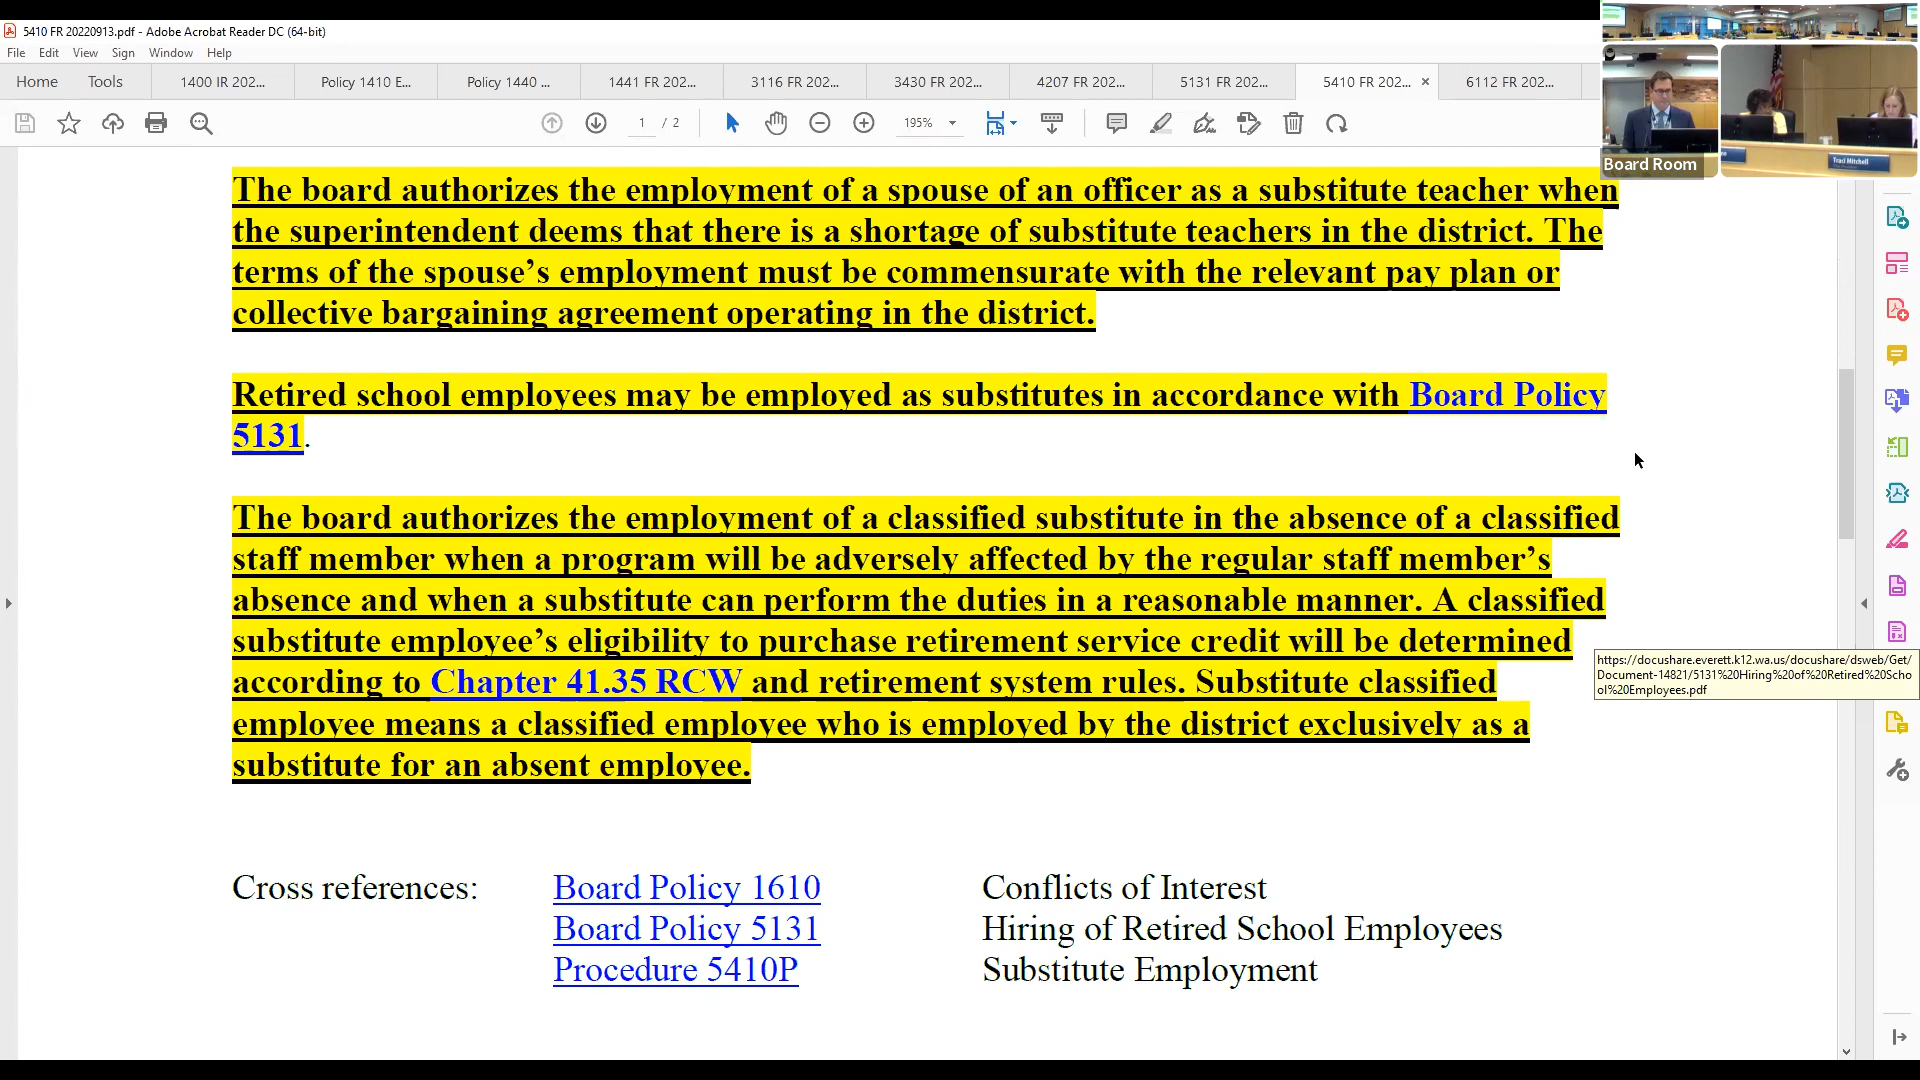 5410 FR 20220913.pdf - Adobe Acrobat Reader DC (64-bit)
File Edit View Sign Window Help
Home Tools 1400 IR 202... Policy 1410 E... Policy 1440 ... 1441 FR 202... 3116 FR 202... 3430 FR 202... 4207 FR 202... 5131 FR 202... 5410 FR 202... × 6112 FR 202...
1 / 2 195%
Board Room
Traci Mitchell
The board authorizes the employment of a spouse of an officer as a substitute teacher when
the superintendent deems that there is a shortage of substitute teachers in the district. The
terms of the spouse’s employment must be commensurate with the relevant pay plan or
collective bargaining agreement operating in the district.
Retired school employees may be employed as substitutes in accordance with Board Policy
5131.
The board authorizes the employment of a classified substitute in the absence of a classified
staff member when a program will be adversely affected by the regular staff member’s
absence and when a substitute can perform the duties in a reasonable manner. A classified
substitute employee’s eligibility to purchase retirement service credit will be determined
according to Chapter 41.35 RCW and retirement system rules. Substitute classified
employee means a classified employee who is employed by the district exclusively as a
substitute for an absent employee.
https://docushare.everett.k12.wa.us/docushare/dsweb/Get/
Document-14821/5131%20Hiring%20of%20Retired%20Scho
ol%20Employees.pdf
Cross references: Board Policy 1610 Conflicts of Interest
Board Policy 5131 Hiring of Retired School Employees
Procedure 5410P Substitute Employment